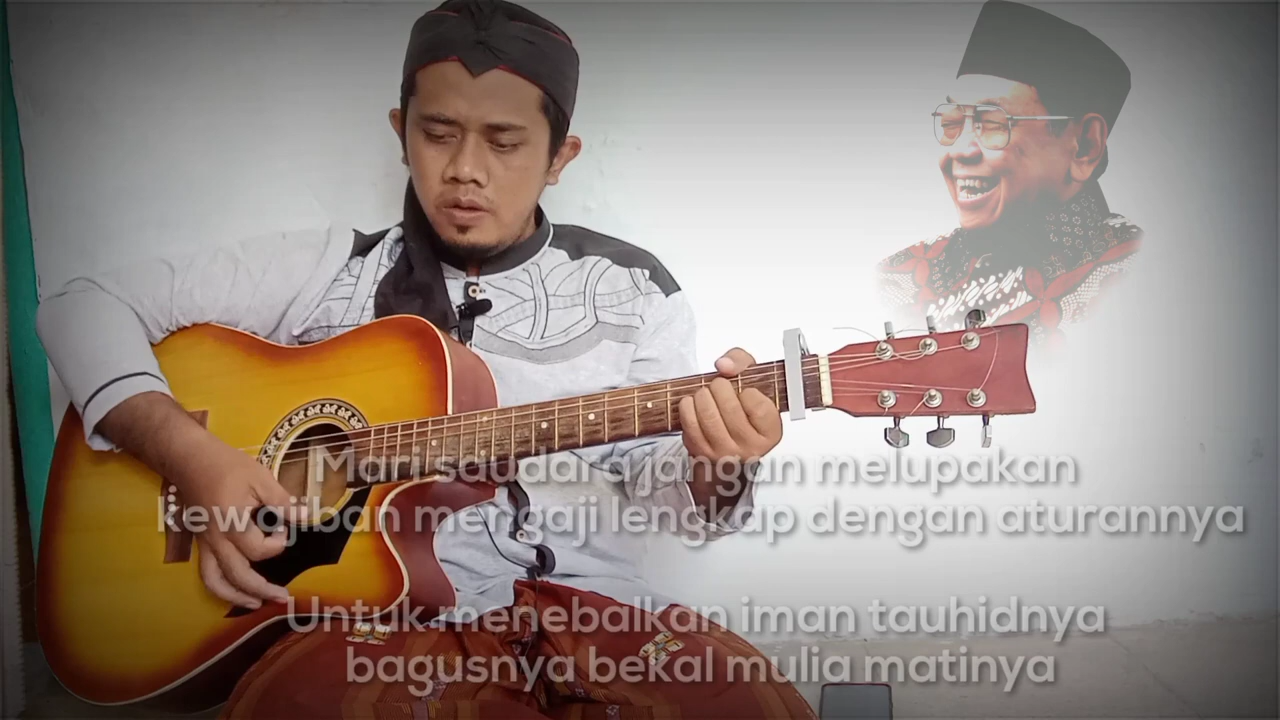 Mari saudara jangan melupakan
kewajiban mengaji lengkap dengan aturannya
Untuk menebalkan iman tauhidnya
bagusnya bekal mulia matinya